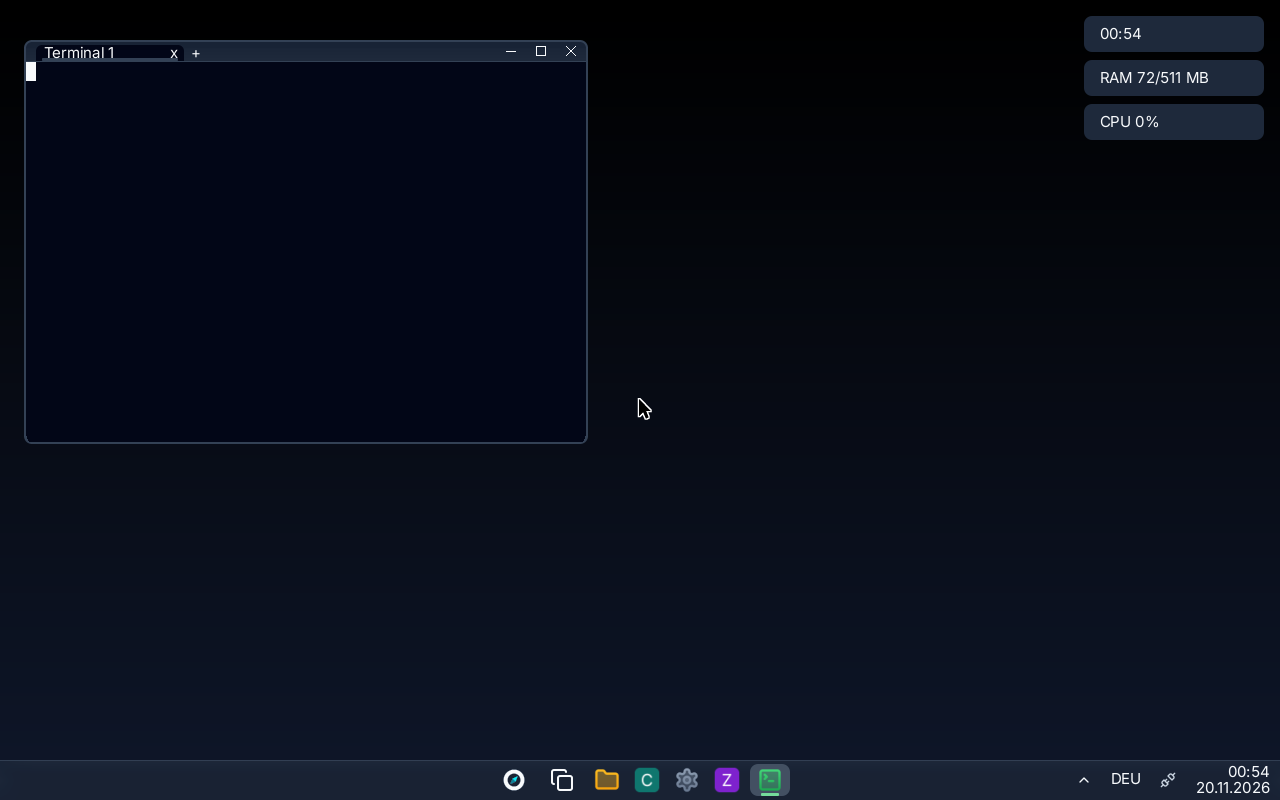 Terminal 1 x +
00:54
RAM 72/511 MB
CPU 0%
C
Z
DEU
00:54
20.11.2026